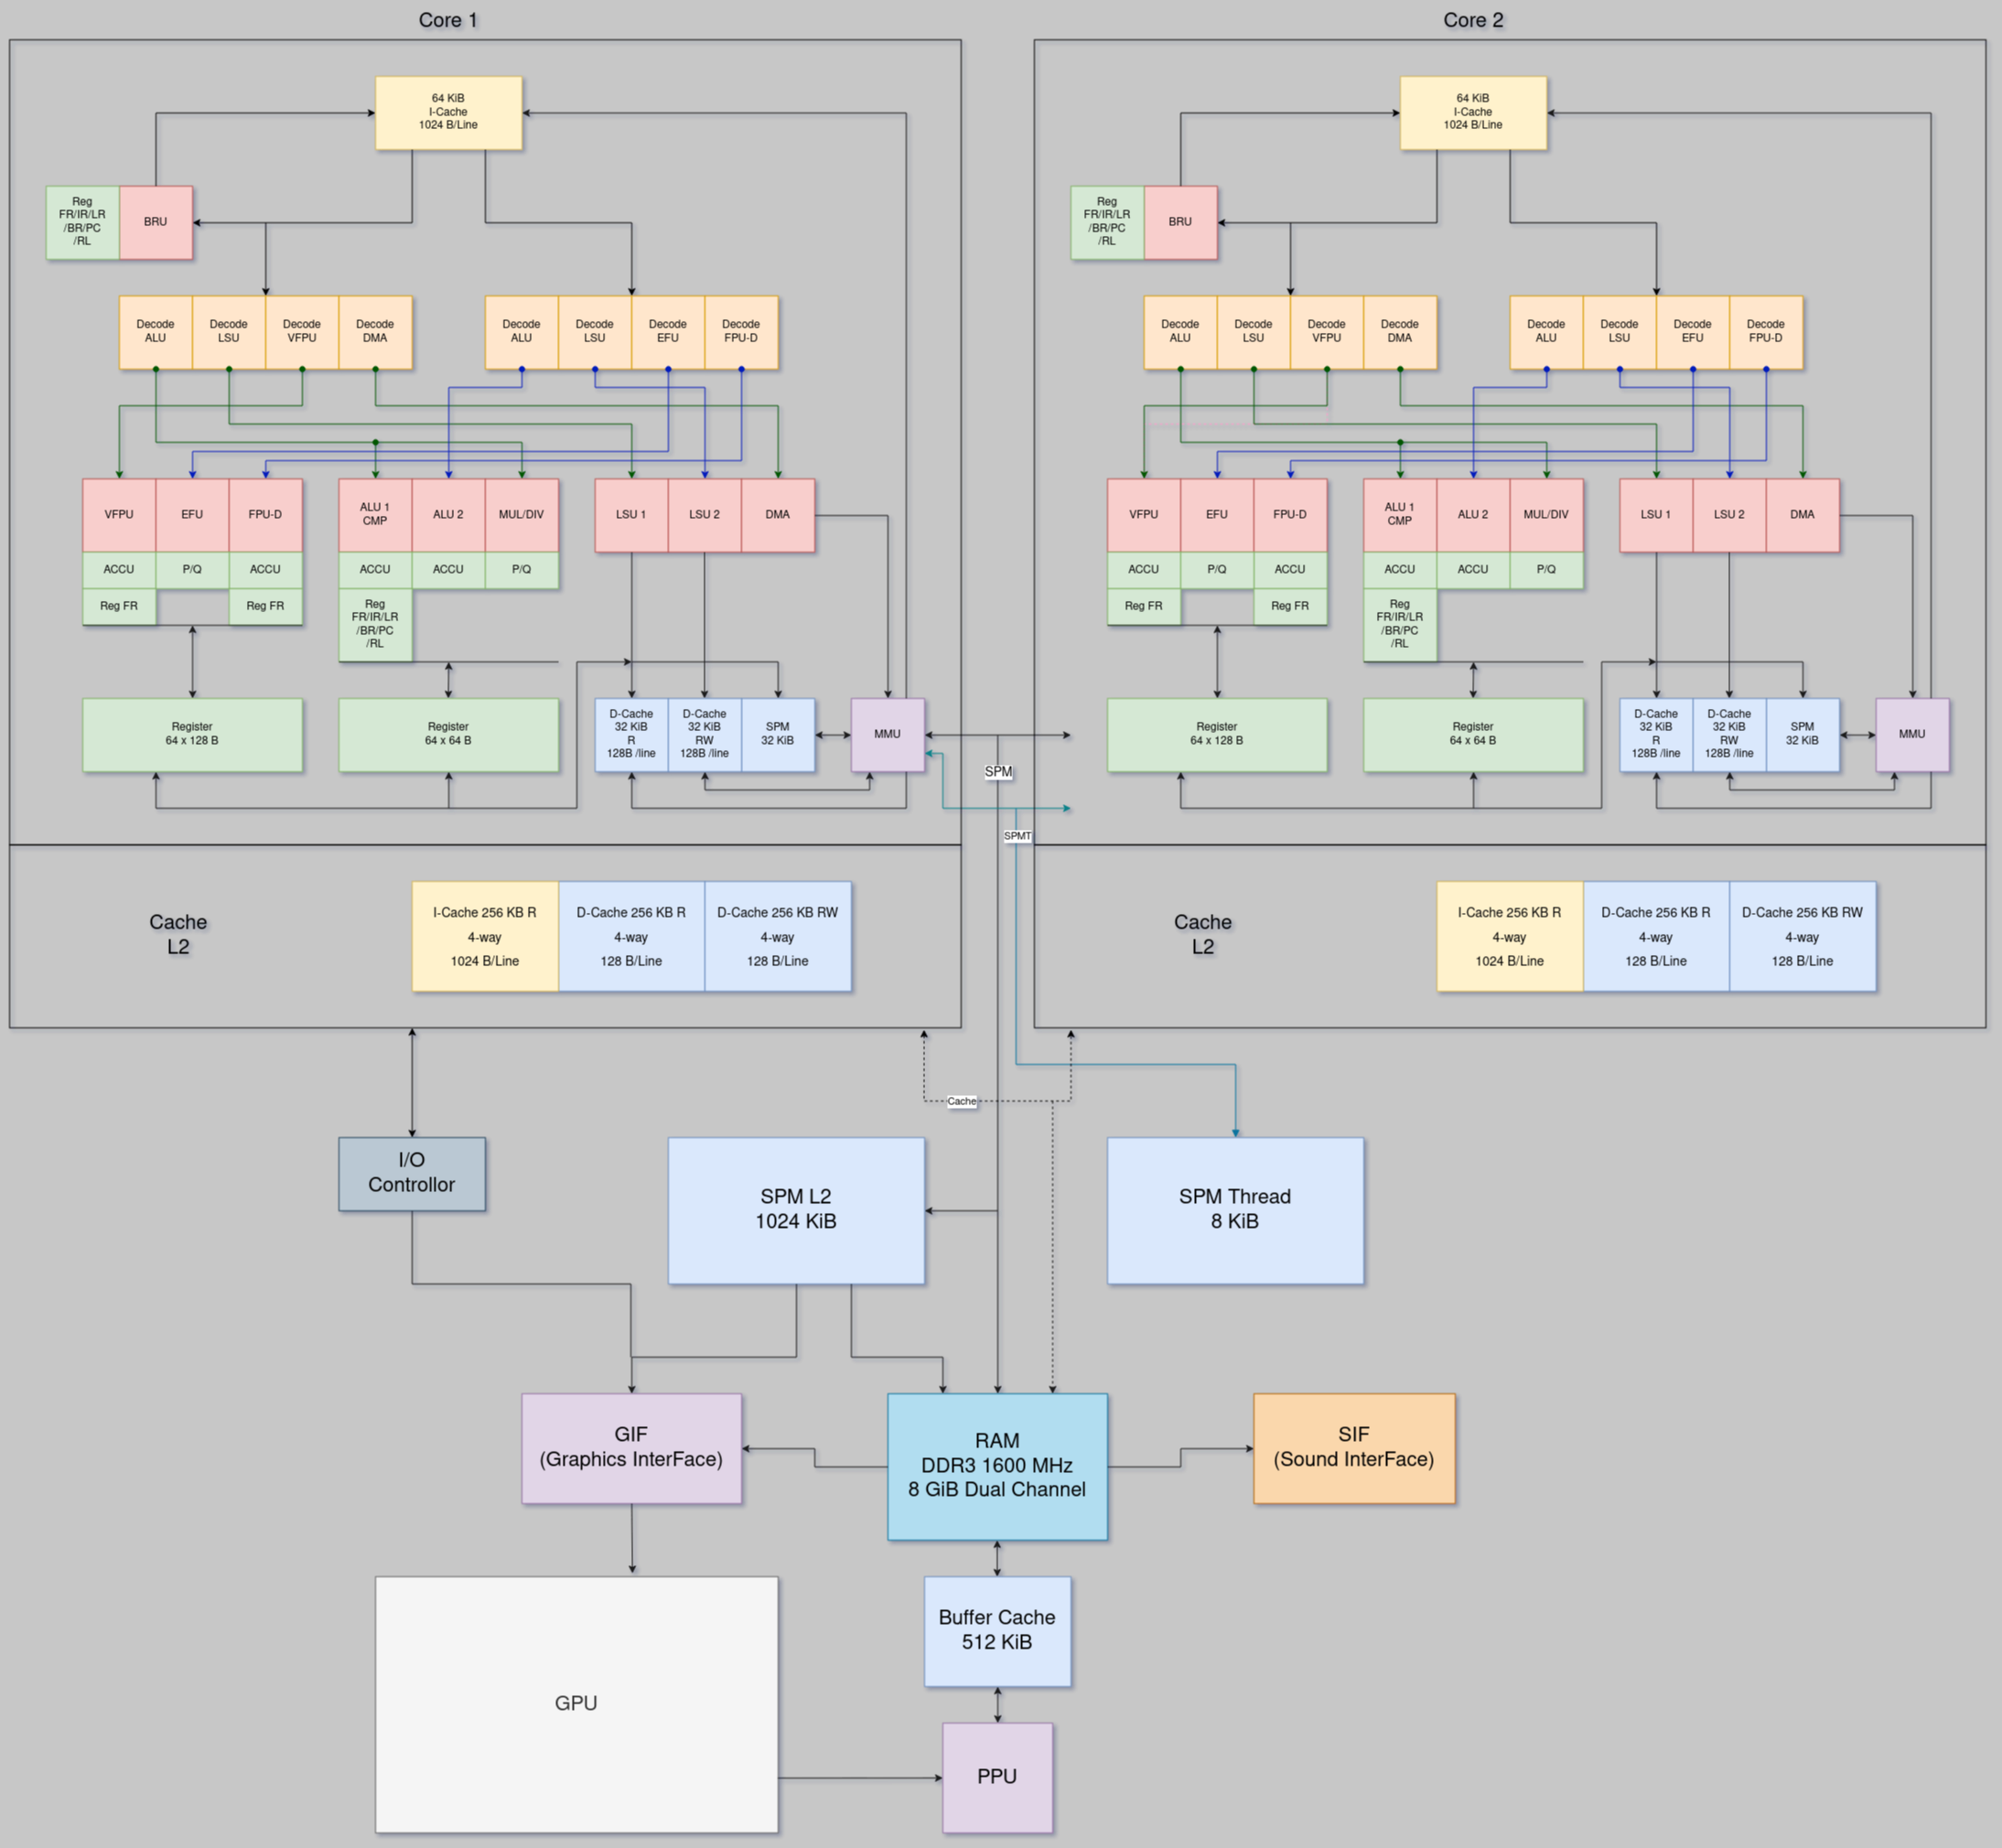 Core 1
Core 2
64 KiB
I-Cache
1024 B/Line
Reg
FR/IR/LR
/BR/PC
/RL
BRU
Decode
ALU
Decode
LSU
Decode
VFPU
Decode
DMA
Decode
ALU
Decode
LSU
Decode
EFU
Decode
FPU-D
VFPU
EFU
FPU-D
ACCU
P/Q
ACCU
Reg FR
Reg FR
ALU 1
CMP
ALU 2
MUL/DIV
ACCU
ACCU
P/Q
Reg
FR/IR/LR
/BR/PC
/RL
LSU 1
LSU 2
DMA
Register
64 x 128 B
Register
64 x 64 B
D-Cache
32 KiB
R
128B /line
D-Cache
32 KiB
RW
128B /line
SPM
32 KiB
MMU
Cache
L2
I-Cache 256 KB R
4-way
1024 B/Line
D-Cache 256 KB R
4-way
128 B/Line
D-Cache 256 KB RW
4-way
128 B/Line
SPM
SPMT
64 KiB
I-Cache
1024 B/Line
Reg
FR/IR/LR
/BR/PC
/RL
BRU
Decode
ALU
Decode
LSU
Decode
VFPU
Decode
DMA
Decode
ALU
Decode
LSU
Decode
EFU
Decode
FPU-D
VFPU
EFU
FPU-D
ACCU
P/Q
ACCU
Reg FR
Reg FR
ALU 1
CMP
ALU 2
MUL/DIV
ACCU
ACCU
P/Q
Reg
FR/IR/LR
/BR/PC
/RL
LSU 1
LSU 2
DMA
Register
64 x 128 B
Register
64 x 64 B
D-Cache
32 KiB
R
128B /line
D-Cache
32 KiB
RW
128B /line
SPM
32 KiB
MMU
Cache
L2
I-Cache 256 KB R
4-way
1024 B/Line
D-Cache 256 KB R
4-way
128 B/Line
D-Cache 256 KB RW
4-way
128 B/Line
Cache
I/O
Controllor
SPM L2
1024 KiB
SPM Thread
8 KiB
GIF
(Graphics InterFace)
RAM
DDR3 1600 MHz
8 GiB Dual Channel
SIF
(Sound InterFace)
GPU
Buffer Cache
512 KiB
PPU